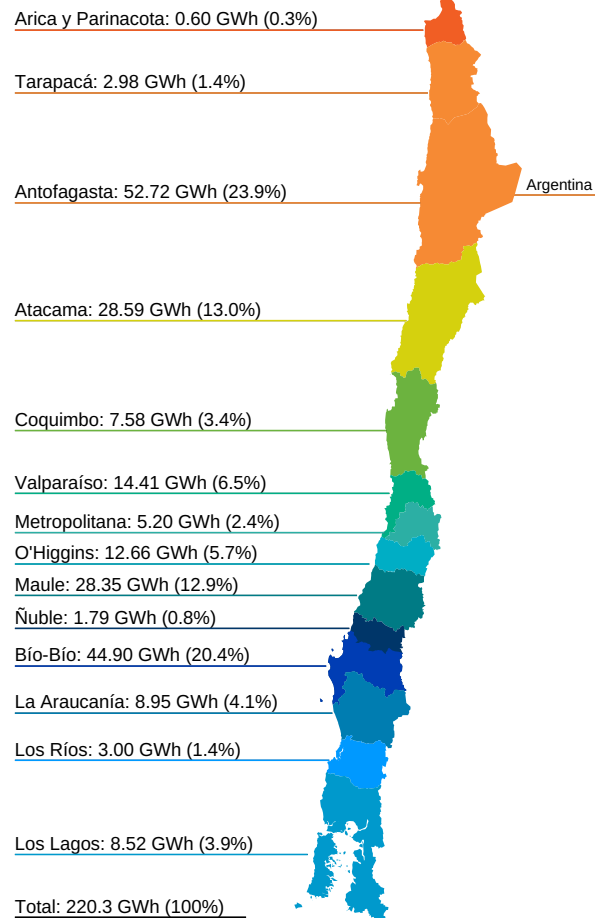 Arica y Parinacota: 0.60 GWh (0.3%)
Tarapacá: 2.98 GWh (1.4%)
Argentina
Antofagasta: 52.72 GWh (23.9%)
Atacama: 28.59 GWh (13.0%)
Coquimbo: 7.58 GWh (3.4%)
Valparaíso: 14.41 GWh (6.5%)
Metropolitana: 5.20 GWh (2.4%)
O'Higgins: 12.66 GWh (5.7%)
Maule: 28.35 GWh (12.9%)
Ñuble: 1.79 GWh (0.8%)
Bío-Bío: 44.90 GWh (20.4%)
La Araucanía: 8.95 GWh (4.1%)
Los Ríos: 3.00 GWh (1.4%)
Los Lagos: 8.52 GWh (3.9%)
Total: 220.3 GWh (100%)